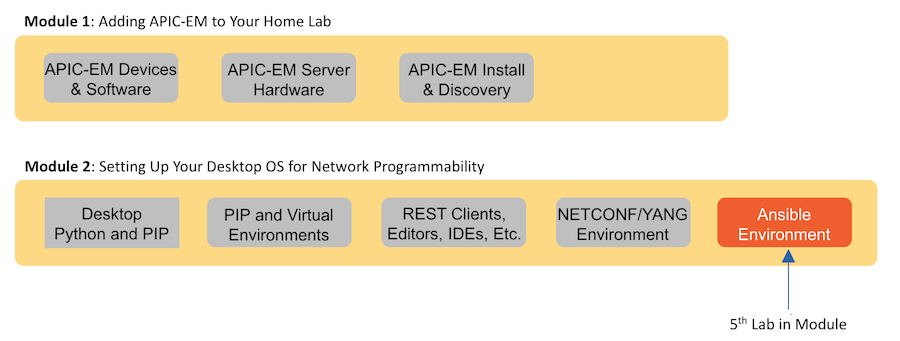 Module 1: Adding APIC-EM to Your Home Lab
APIC-EM Devices
& Software
APIC-EM Server
Hardware
APIC-EM Install
& Discovery
Module 2: Setting Up Your Desktop OS for Network Programmability
Desktop
Python and PIP
PIP and Virtual
Environments
REST Clients,
Editors, IDEs, Etc.
NETCONF/YANG
Environment
Ansible
Environment
5th Lab in Module